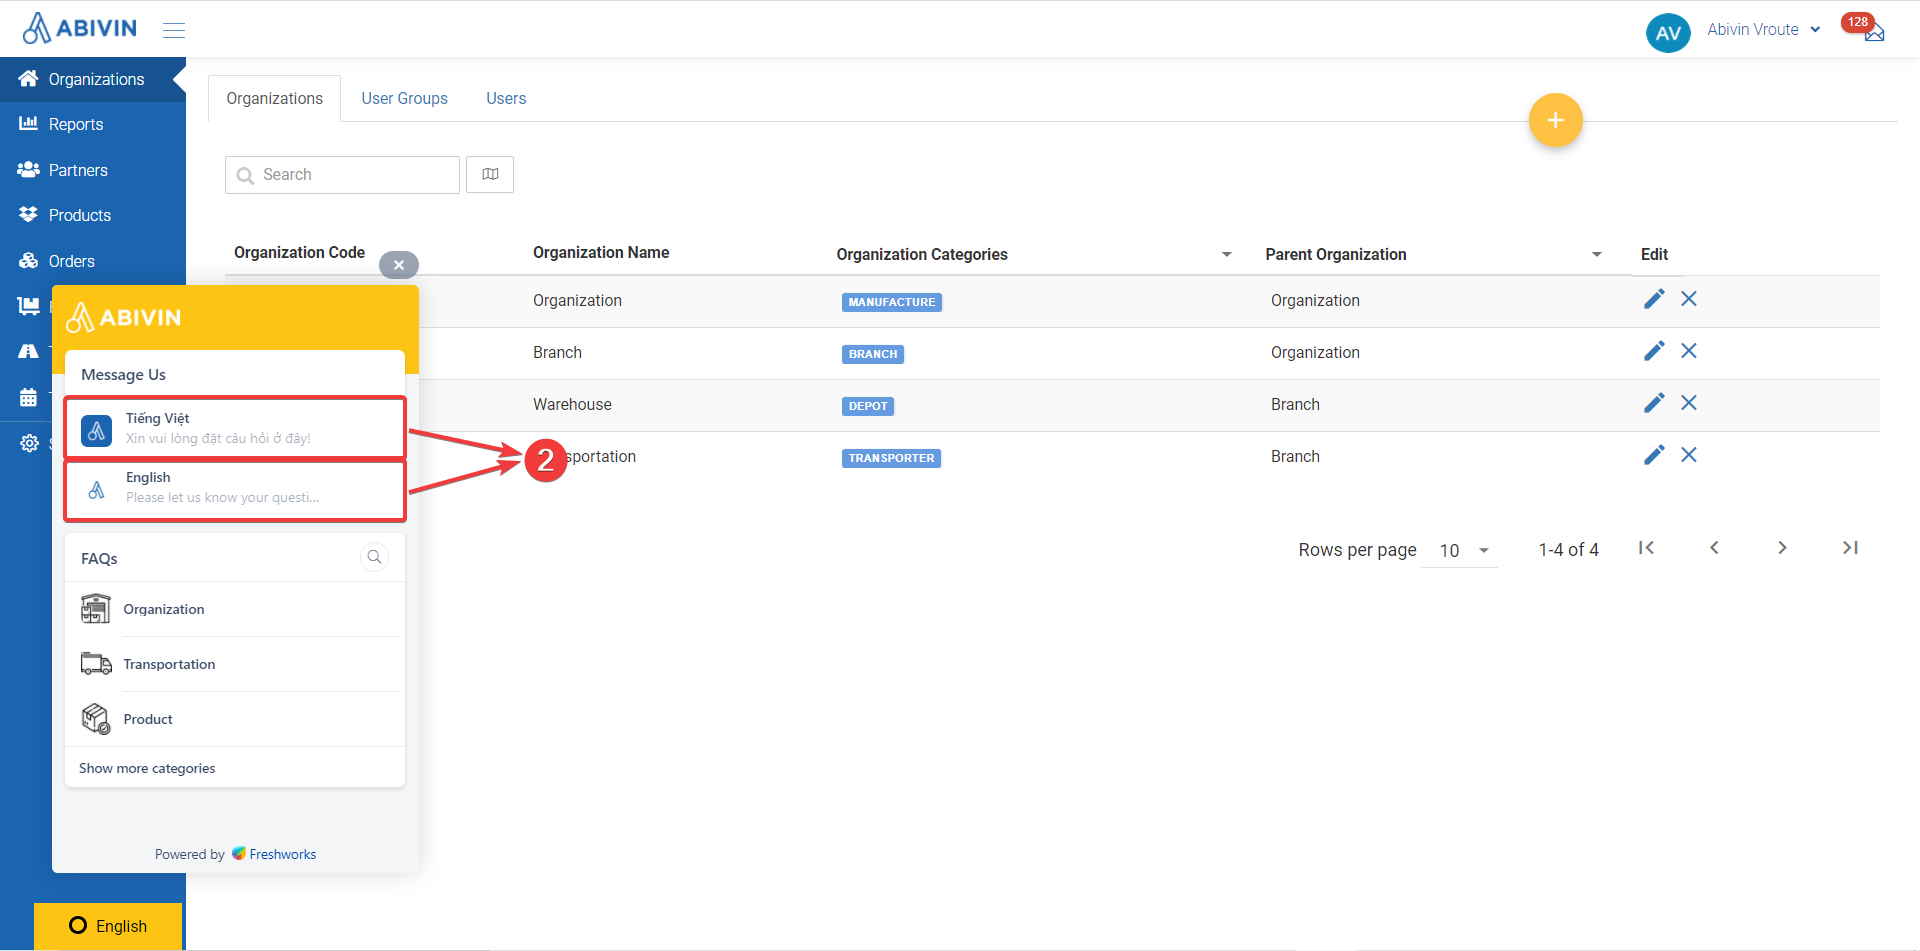 ABIVIN
AV
Abivin Vroute
128
Organizations
Reports
Partners
Products
Orders
Organizations
User Groups
Users
+
Search
Organization Code
Organization Name
Organization Categories
Parent Organization
Edit
Organization
MANUFACTURE
Organization
Branch
BRANCH
Organization
Warehouse
DEPOT
Branch
sportation
TRANSPORTER
Branch
Rows per page
10
1-4 of 4
ABIVIN
Message Us
Tiếng Việt
Xin vui lòng đặt câu hỏi ở đây!
English
Please let us know your questi...
2
FAQs
Organization
Transportation
Product
Show more categories
Powered by Freshworks
English